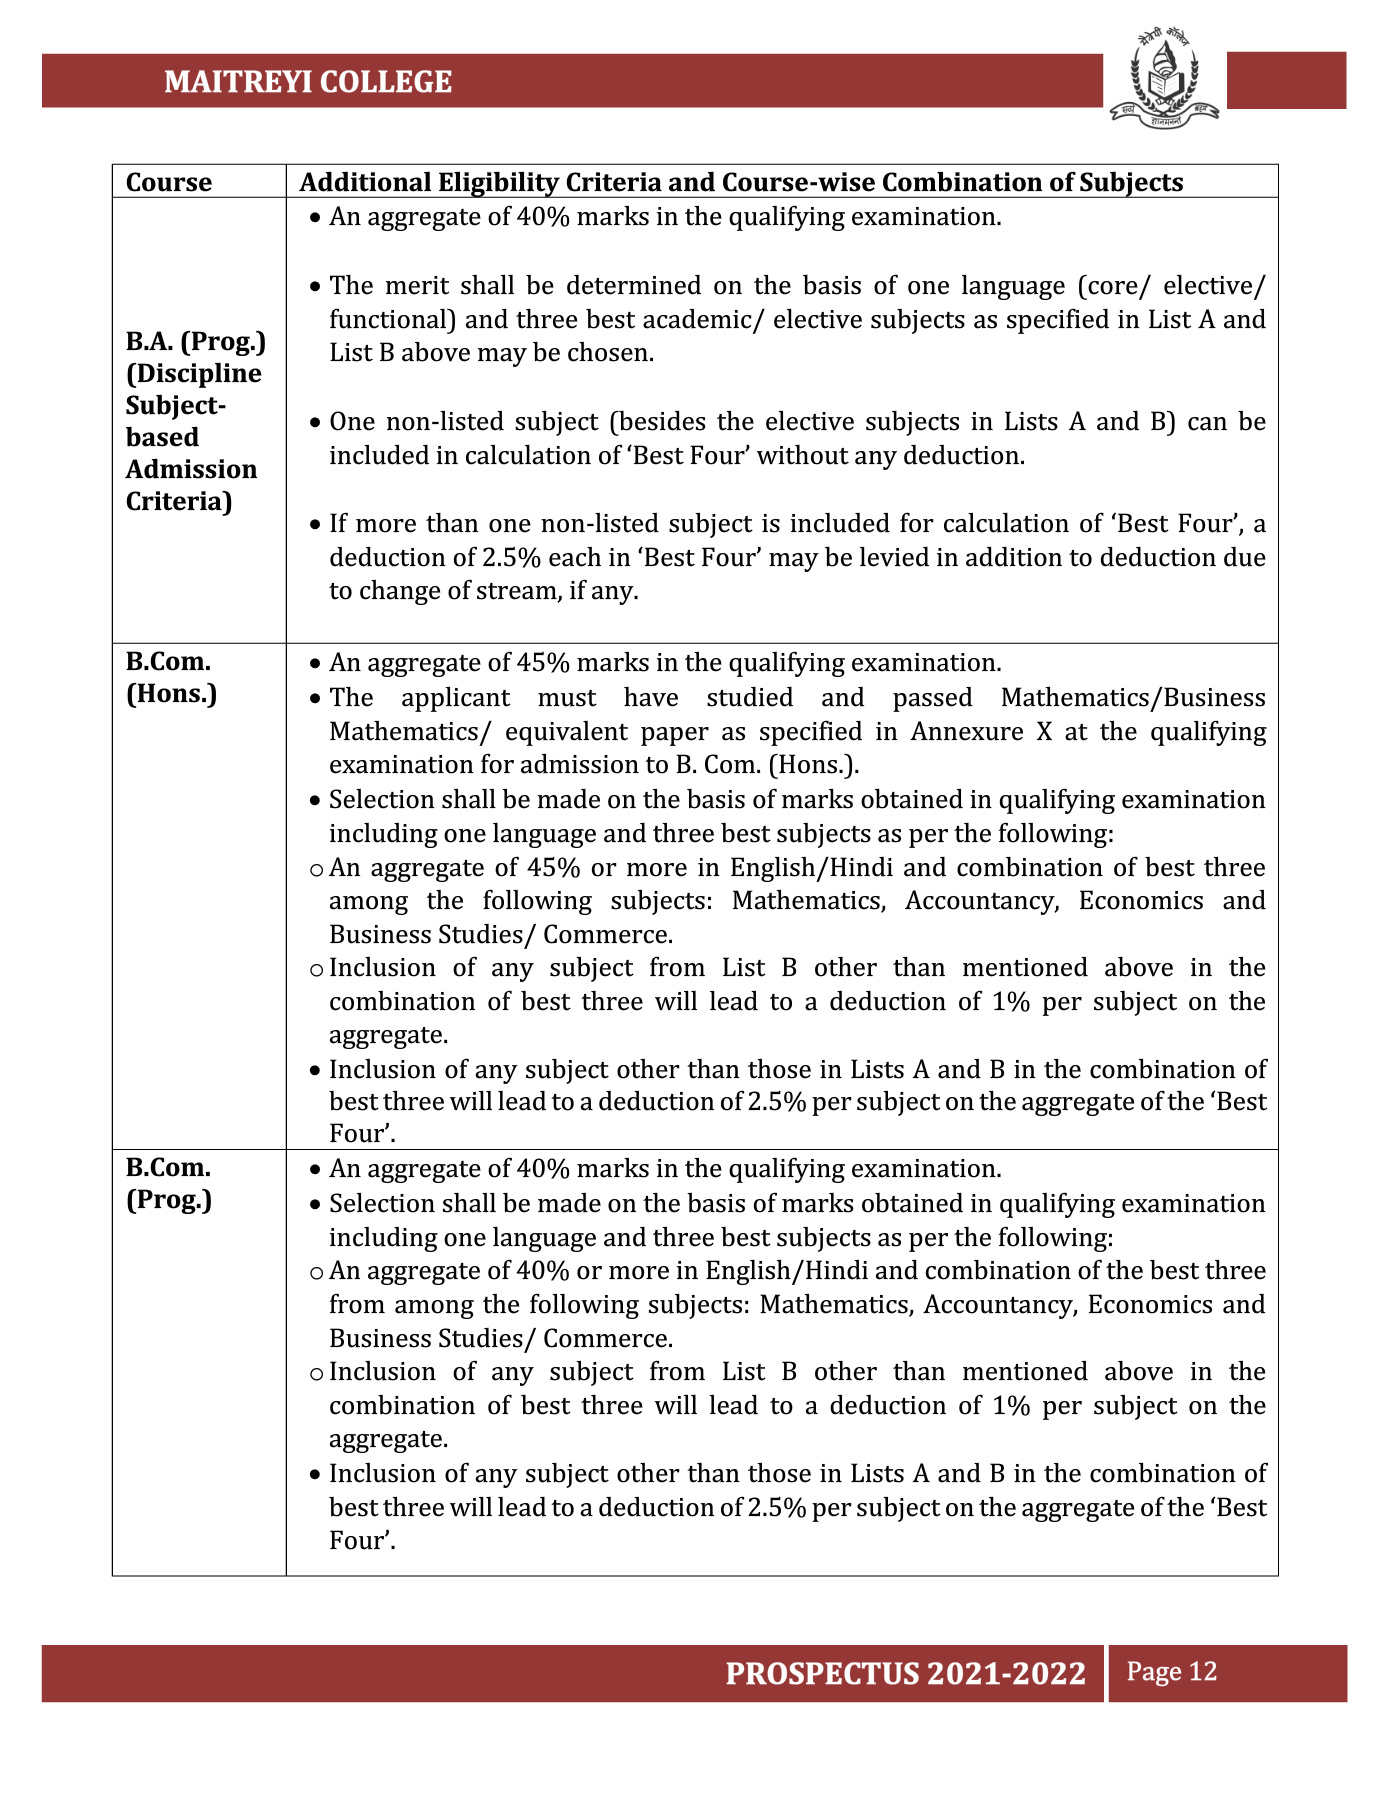 मैत्रेयी कॉलेज
MAITREYI COLLEGE
ज्ञानमनन्तं
Course
Additional Eligibility Criteria and Course-wise Combination of Subjects
B.A. (Prog.)
(Discipline
Subject-
based
Admission
Criteria)
• An aggregate of 40% marks in the qualifying examination.
• The merit shall be determined on the basis of one language (core/ elective/
functional) and three best academic/ elective subjects as specified in List A and
List B above may be chosen.
• One non-listed subject (besides the elective subjects in Lists A and B) can be
included in calculation of ‘Best Four’ without any deduction.
• If more than one non-listed subject is included for calculation of ‘Best Four’, a
deduction of 2.5% each in ‘Best Four’ may be levied in addition to deduction due
to change of stream, if any.
B.Com.
(Hons.)
• An aggregate of 45% marks in the qualifying examination.
• The applicant must have studied and passed Mathematics/Business
Mathematics/ equivalent paper as specified in Annexure X at the qualifying
examination for admission to B. Com. (Hons.).
• Selection shall be made on the basis of marks obtained in qualifying examination
including one language and three best subjects as per the following:
o An aggregate of 45% or more in English/Hindi and combination of best three
among the following subjects: Mathematics, Accountancy, Economics and
Business Studies/ Commerce.
o Inclusion of any subject from List B other than mentioned above in the
combination of best three will lead to a deduction of 1% per subject on the
aggregate.
• Inclusion of any subject other than those in Lists A and B in the combination of
best three will lead to a deduction of 2.5% per subject on the aggregate of the ‘Best
Four’.
B.Com.
(Prog.)
• An aggregate of 40% marks in the qualifying examination.
• Selection shall be made on the basis of marks obtained in qualifying examination
including one language and three best subjects as per the following:
o An aggregate of 40% or more in English/Hindi and combination of the best three
from among the following subjects: Mathematics, Accountancy, Economics and
Business Studies/ Commerce.
o Inclusion of any subject from List B other than mentioned above in the
combination of best three will lead to a deduction of 1% per subject on the
aggregate.
• Inclusion of any subject other than those in Lists A and B in the combination of
best three will lead to a deduction of 2.5% per subject on the aggregate of the ‘Best
Four’.
PROSPECTUS 2021-2022
Page 12